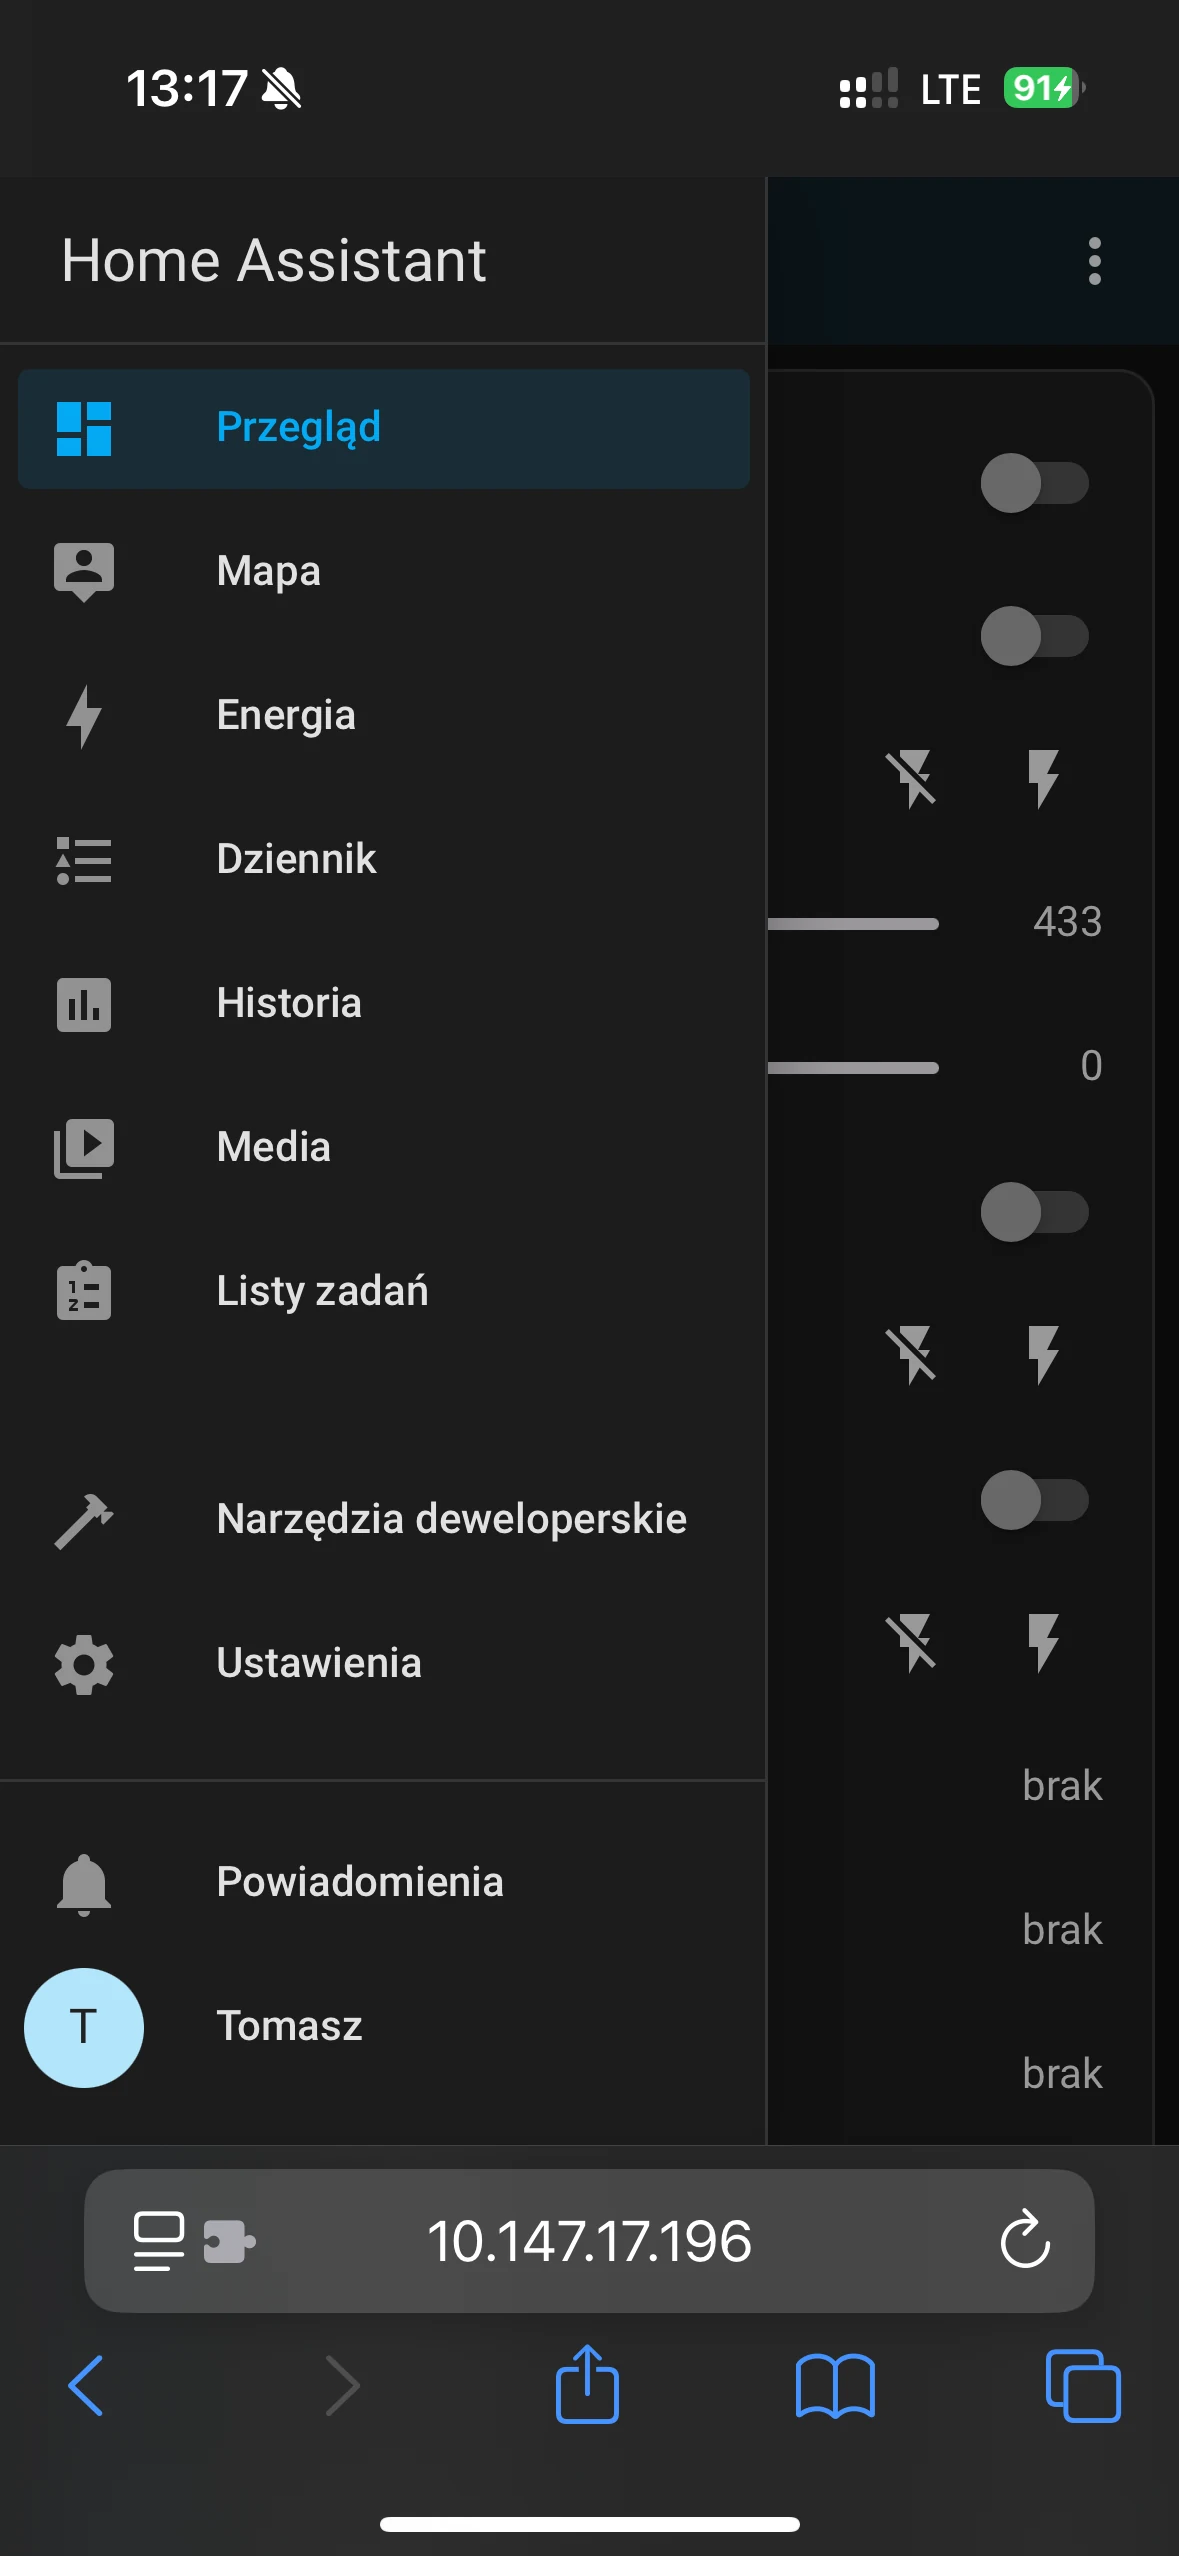 13:17
LTE
91
Home Assistant
Przegląd
Mapa
Energia
Dziennik
433
Historia
0
Media
Listy zadań
Narzędzia deweloperskie
Ustawienia
brak
Powiadomienia
brak
T
Tomasz
brak
10.147.17.196